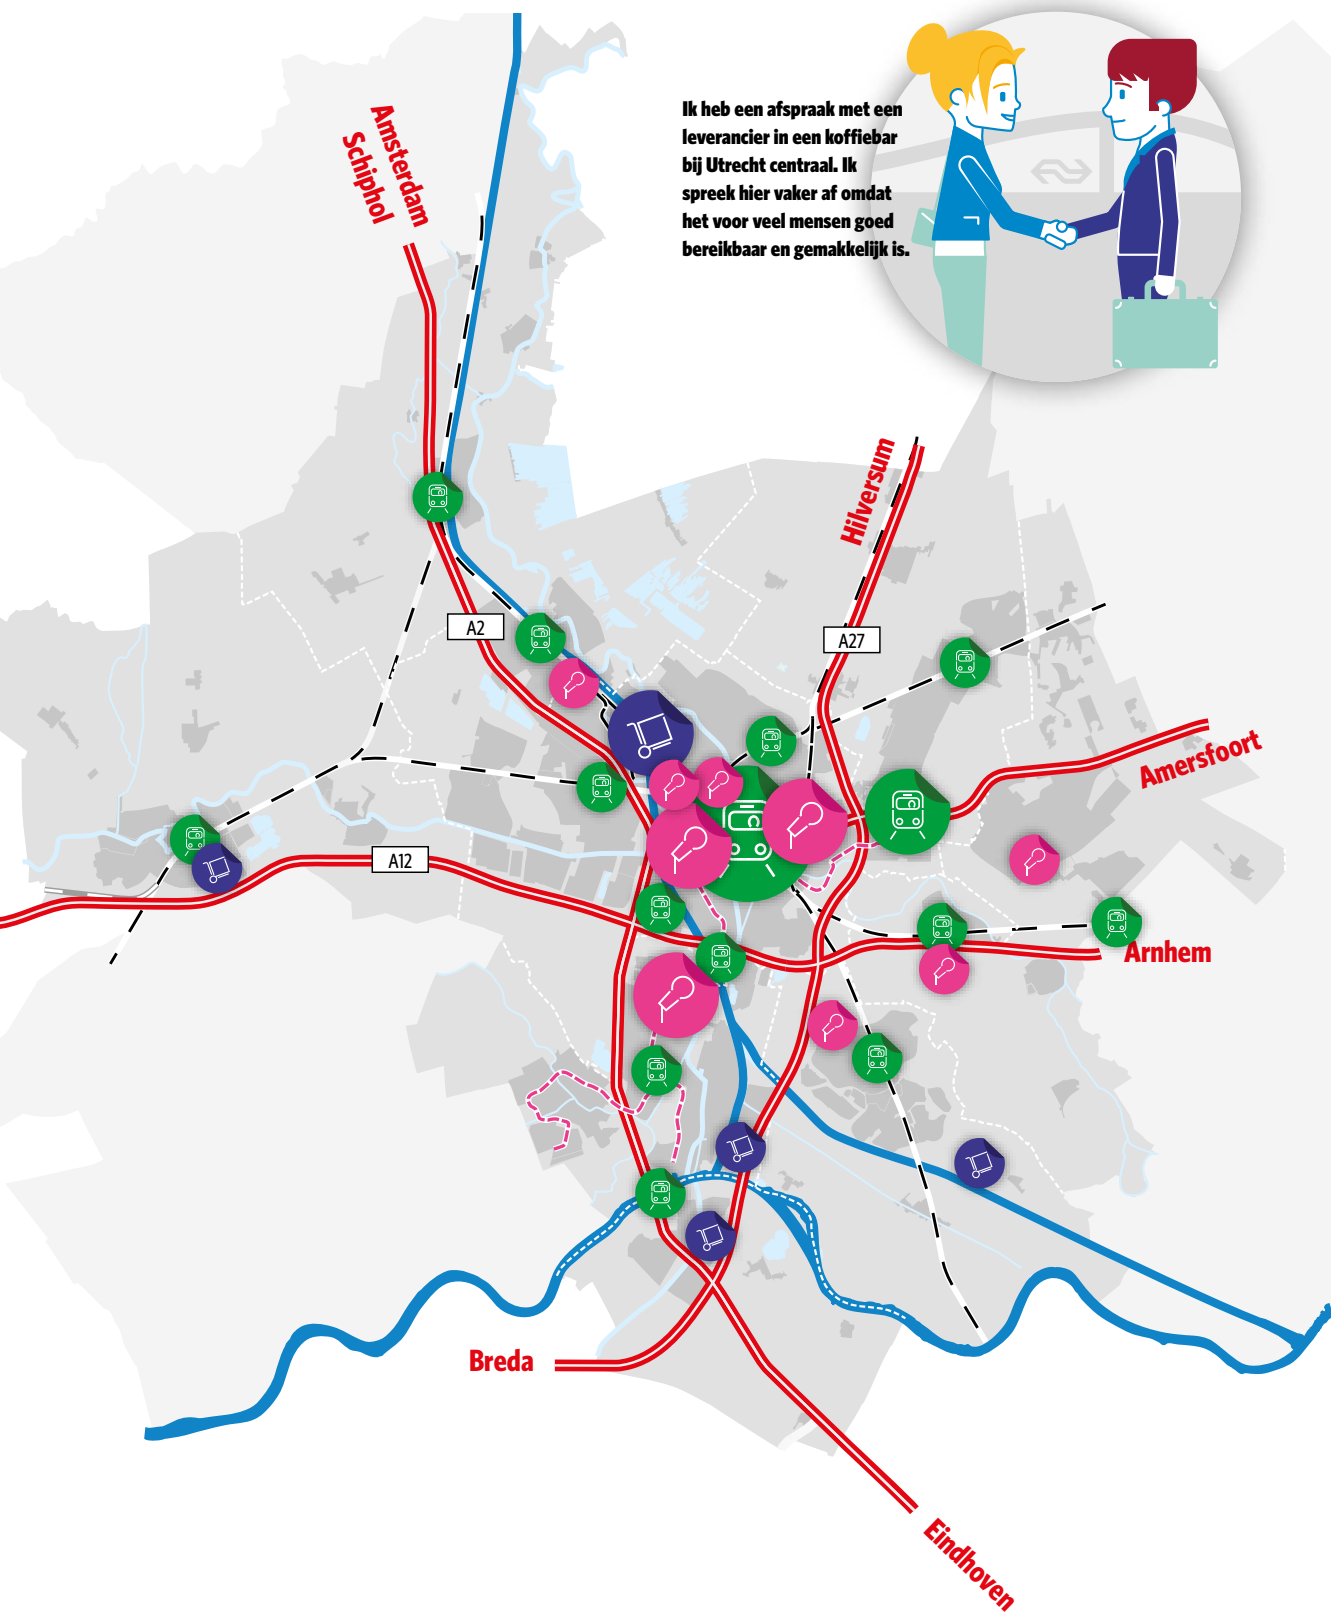 Ik heb een afspraak met een
leverancier in een koffiebar
bij Utrecht centraal. Ik
spreek hier vaker af omdat
het voor veel mensen goed
bereikbaar en gemakkelijk is.
Amsterdam
Schiphol
Hilversum
A2
A27
Amersfoort
A12
Arnhem
Breda
Eindhoven